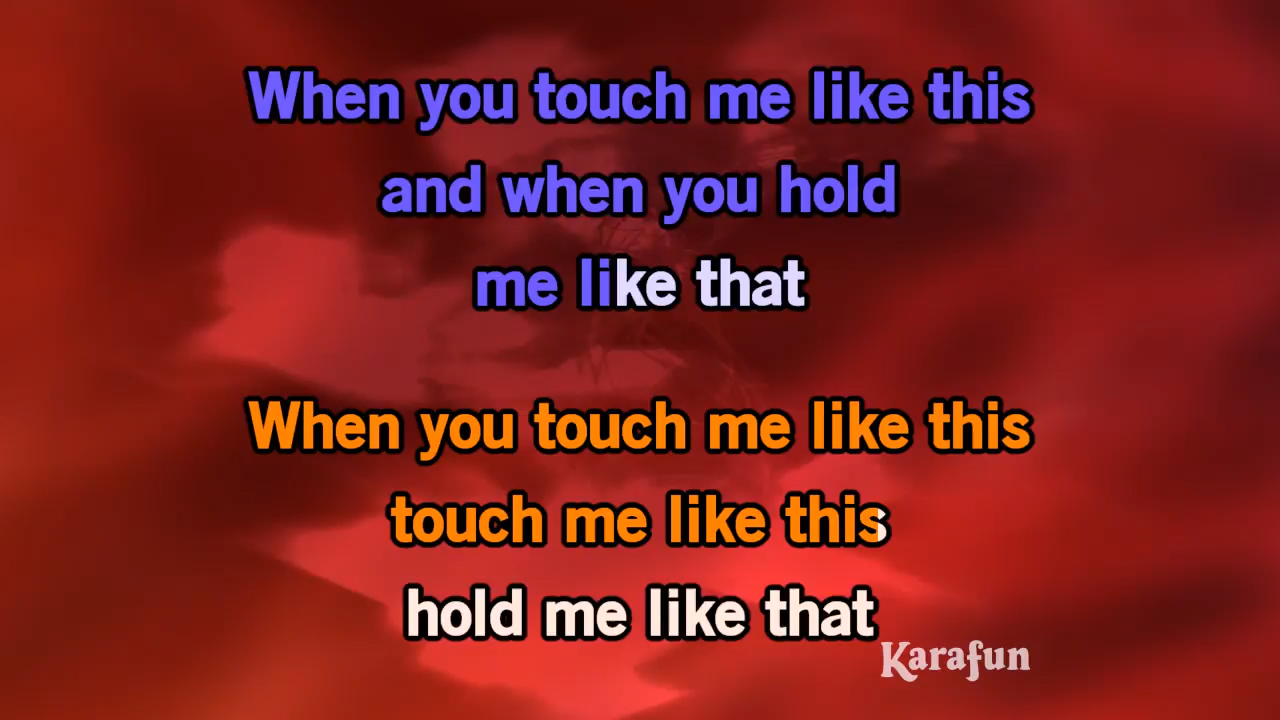 When you touch me like this
and when you hold
me like that
When you touch me like this
touch me like this
hold me like that
Karafun